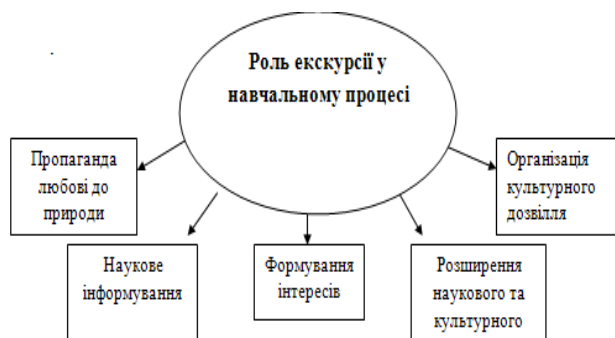 Роль екскурсії у
навчальному процесі
Пропаганда
любові до
природи
Організація
культурного
дозвілля
Наукове
інформування
Формування
інтересів
Розширення
наукового та
культурного